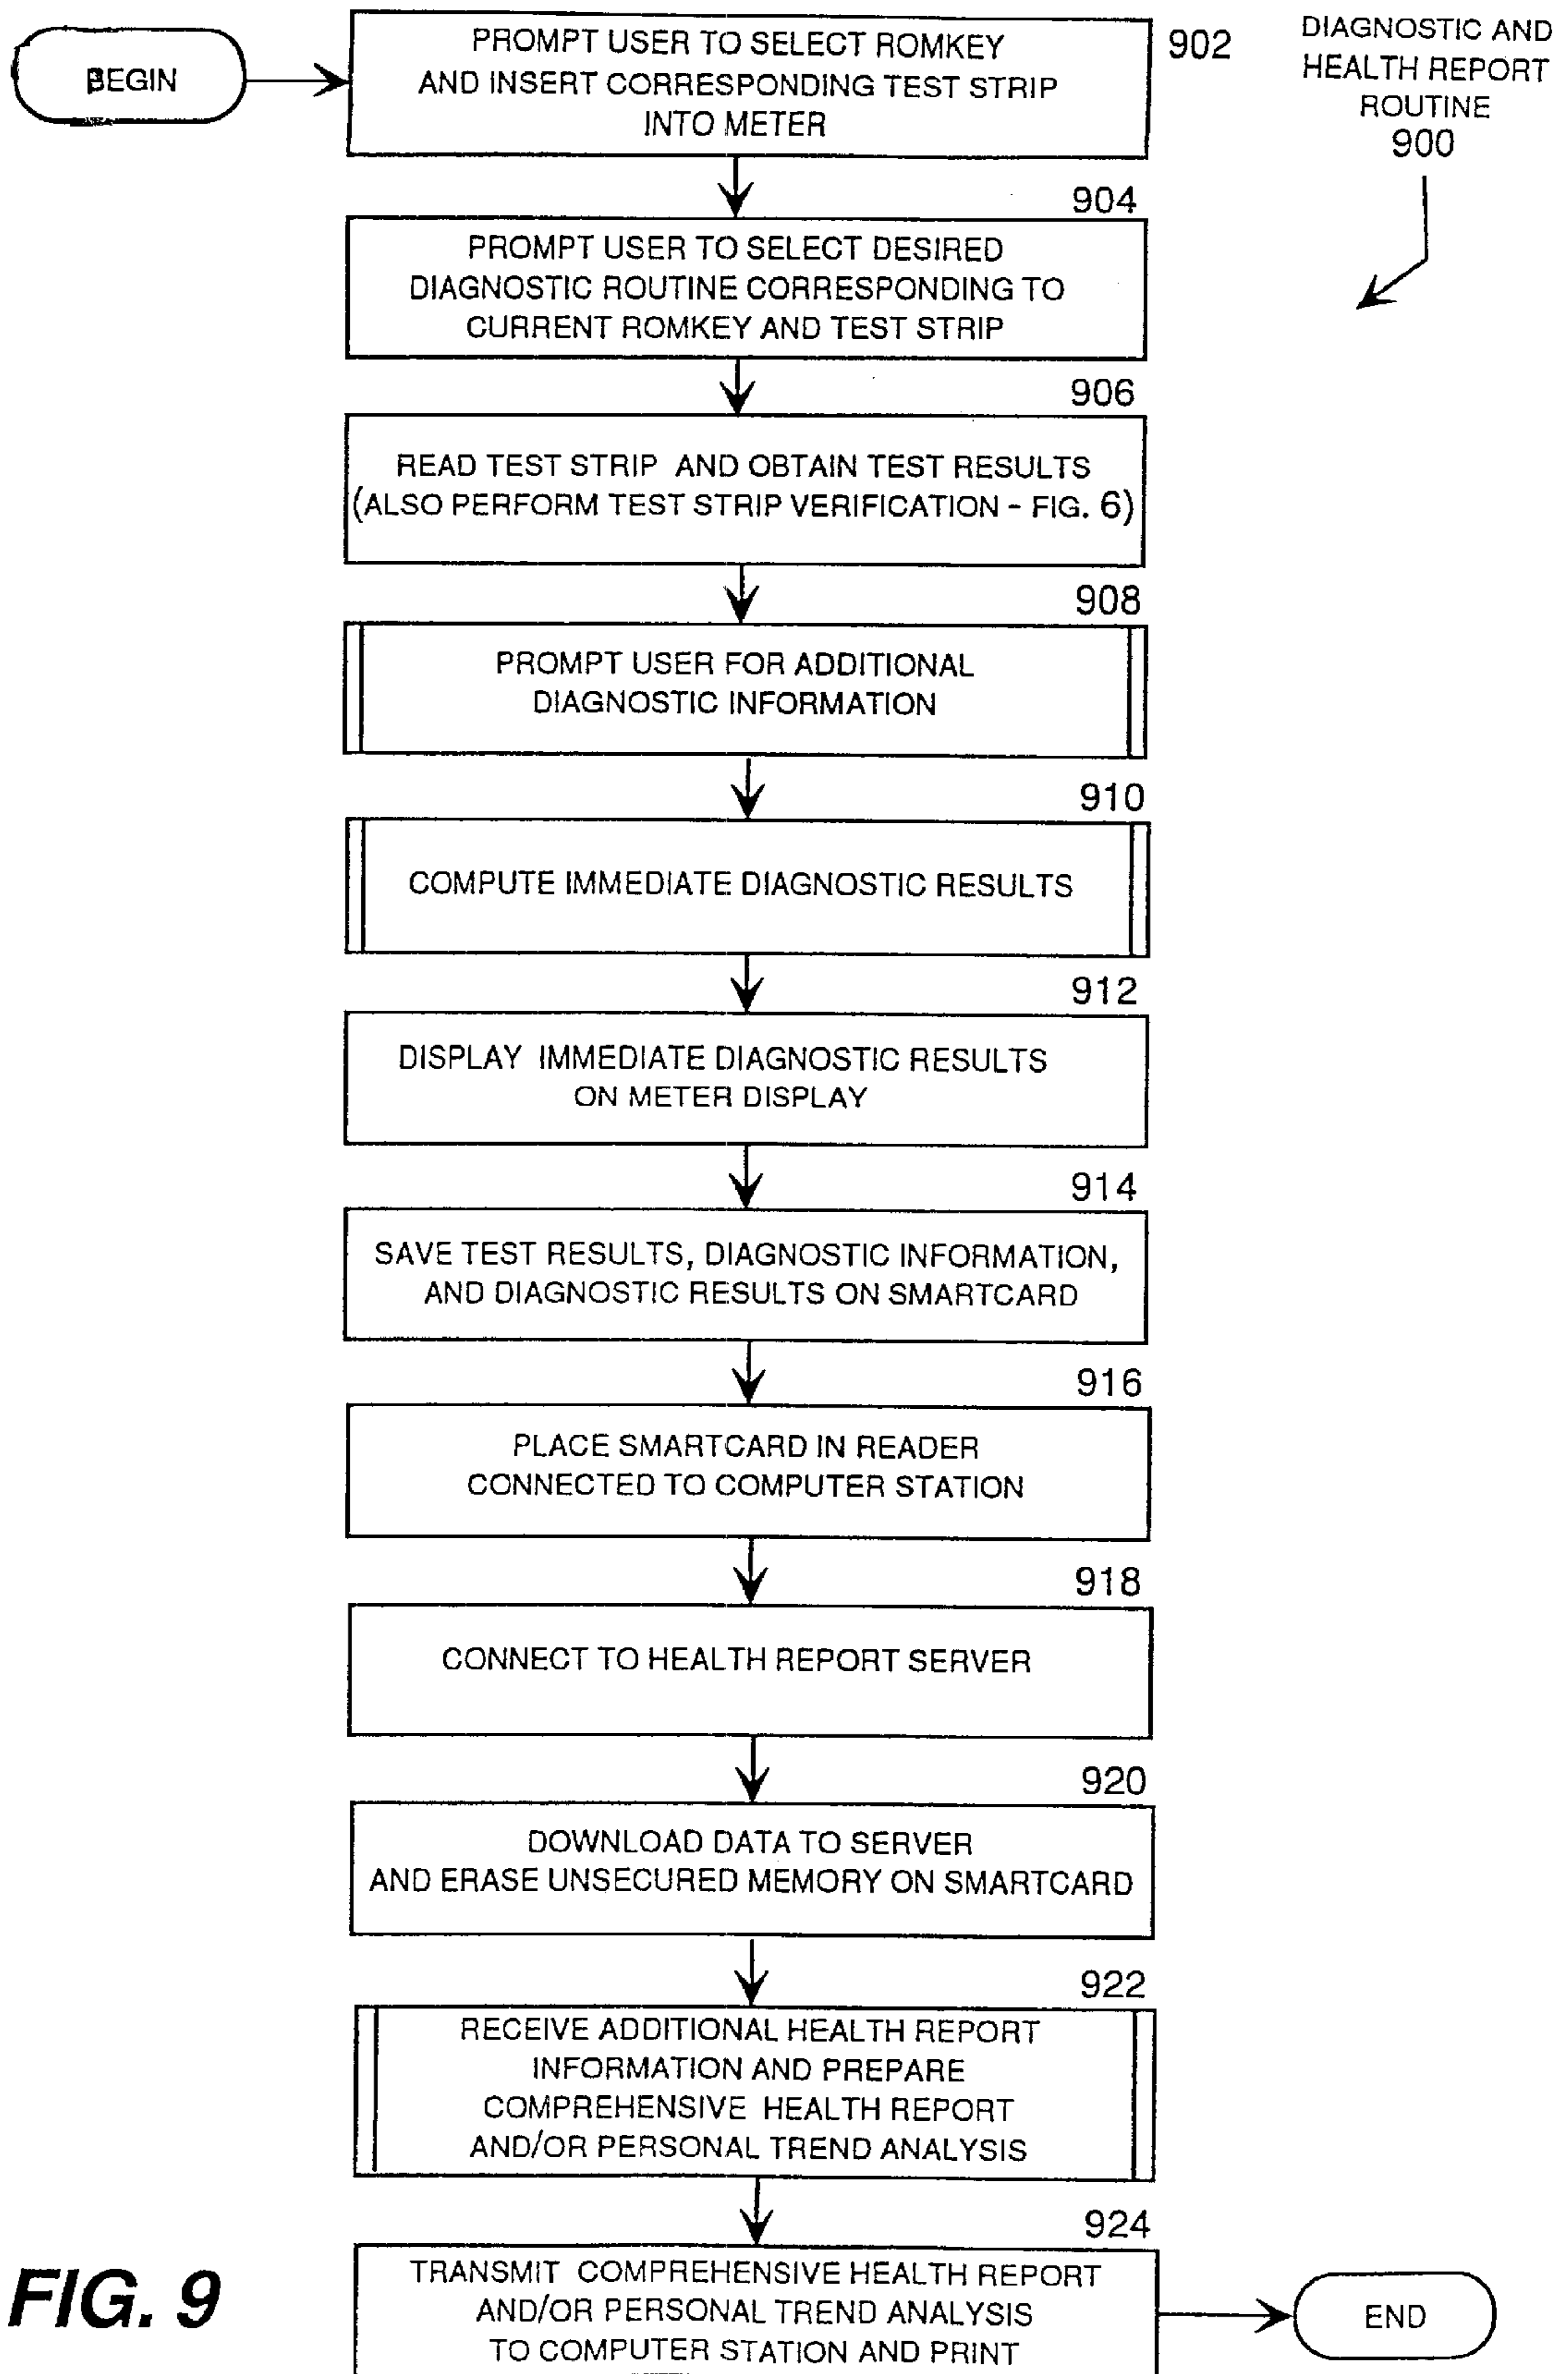 BEGIN
PROMPT USER TO SELECT ROMKEY
AND INSERT CORRESPONDING TEST STRIP
INTO METER
902
DIAGNOSTIC AND
HEALTH REPORT
ROUTINE
900
904
PROMPT USER TO SELECT DESIRED
DIAGNOSTIC ROUTINE CORRESPONDING TO
CURRENT ROMKEY AND TEST STRIP
906
READ TEST STRIP AND OBTAIN TEST RESULTS
(ALSO PERFORM TEST STRIP VERIFICATION - FIG. 6)
908
PROMPT USER FOR ADDITIONAL
DIAGNOSTIC INFORMATION
910
COMPUTE IMMEDIATE DIAGNOSTIC RESULTS
912
DISPLAY IMMEDIATE DIAGNOSTIC RESULTS
ON METER DISPLAY
914
SAVE TEST RESULTS, DIAGNOSTIC INFORMATION,
AND DIAGNOSTIC RESULTS ON SMARTCARD
916
PLACE SMARTCARD IN READER
CONNECTED TO COMPUTER STATION
918
CONNECT TO HEALTH REPORT SERVER
920
DOWNLOAD DATA TO SERVER
AND ERASE UNSECURED MEMORY ON SMARTCARD
922
RECEIVE ADDITIONAL HEALTH REPORT
INFORMATION AND PREPARE
COMPREHENSIVE HEALTH REPORT
AND/OR PERSONAL TREND ANALYSIS
924
TRANSMIT COMPREHENSIVE HEALTH REPORT
AND/OR PERSONAL TREND ANALYSIS
TO COMPUTER STATION AND PRINT
END
FIG. 9